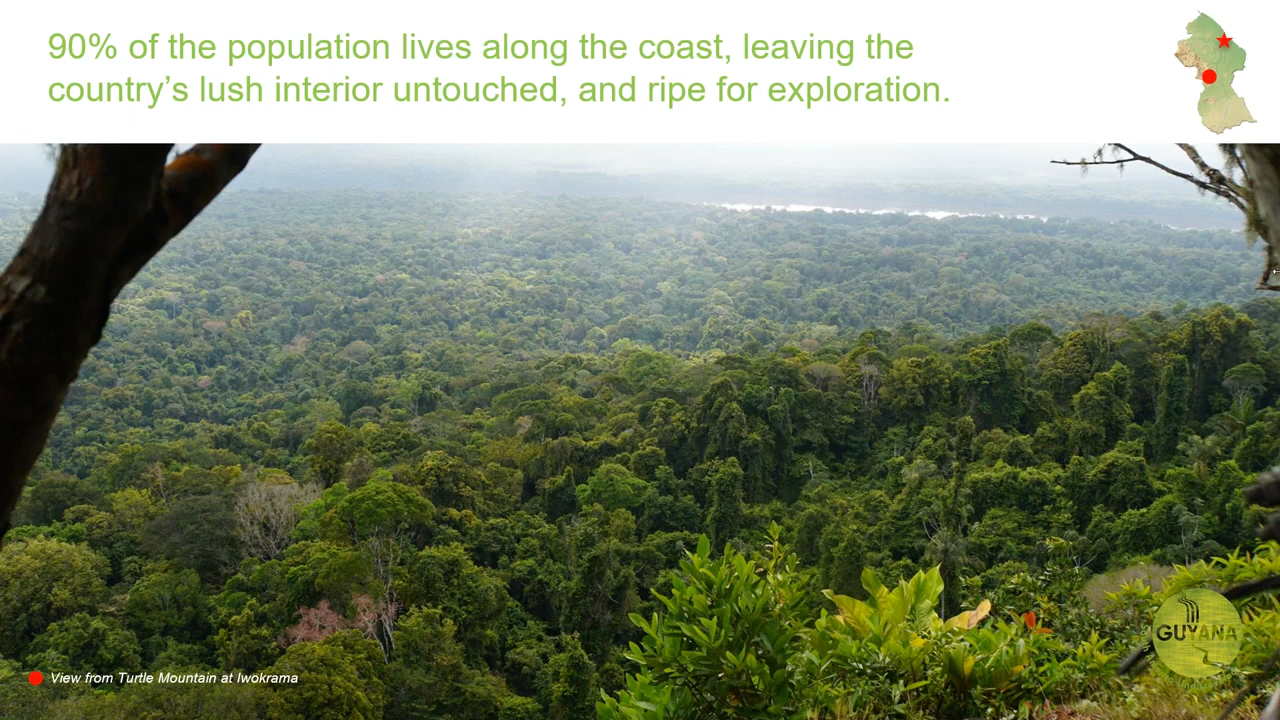 90% of the population lives along the coast, leaving the
country’s lush interior untouched, and ripe for exploration.
GUYANA
View from Turtle Mountain at Iwokrama